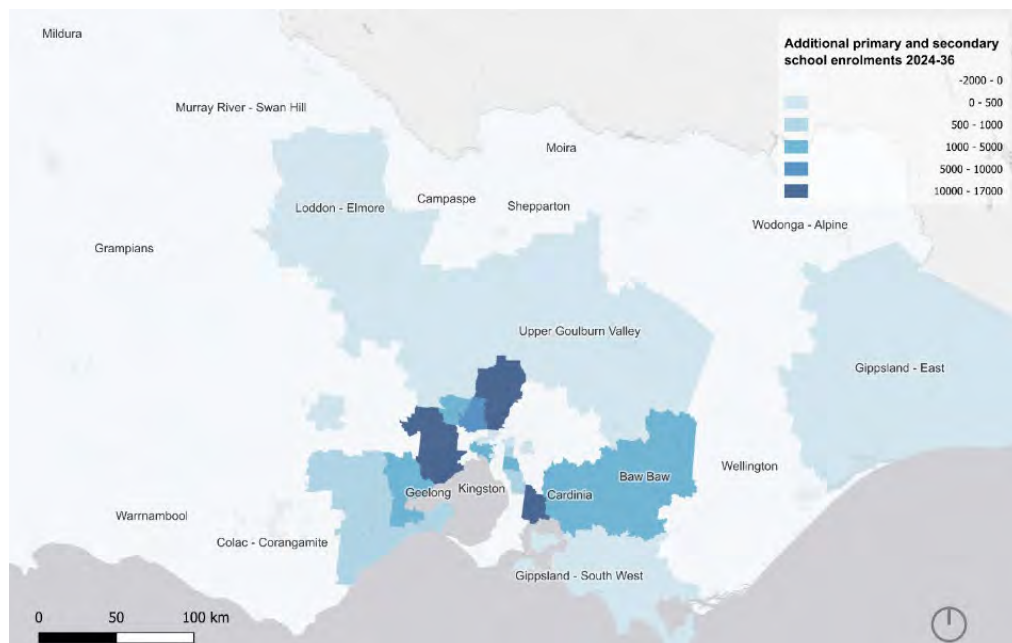 Mildura
Additional primary and secondary
school enrolments 2024-36
-2000 - 0
0 - 500
500 - 1000
1000 - 5000
5000 - 10000
10000 - 17000
Murray River - Swan Hill
Moira
Campaspe
Shepparton
Loddon - Elmore
Wodonga - Alpine
Grampians
Upper Goulburn Valley
Gippsland - East
Wellington
Baw Baw
Geelong
Kingston
Cardinia
Warrnambool
Colac - Corangamite
Gippsland - South West
0 50 100 km